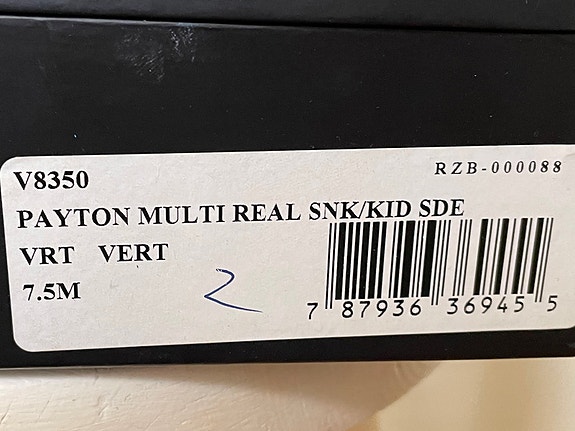 V8350 RZB-000088
PAYTON MULTI REAL SNK/KID SDE
VRT VERT
7.5M 2
7 87936 36945 5